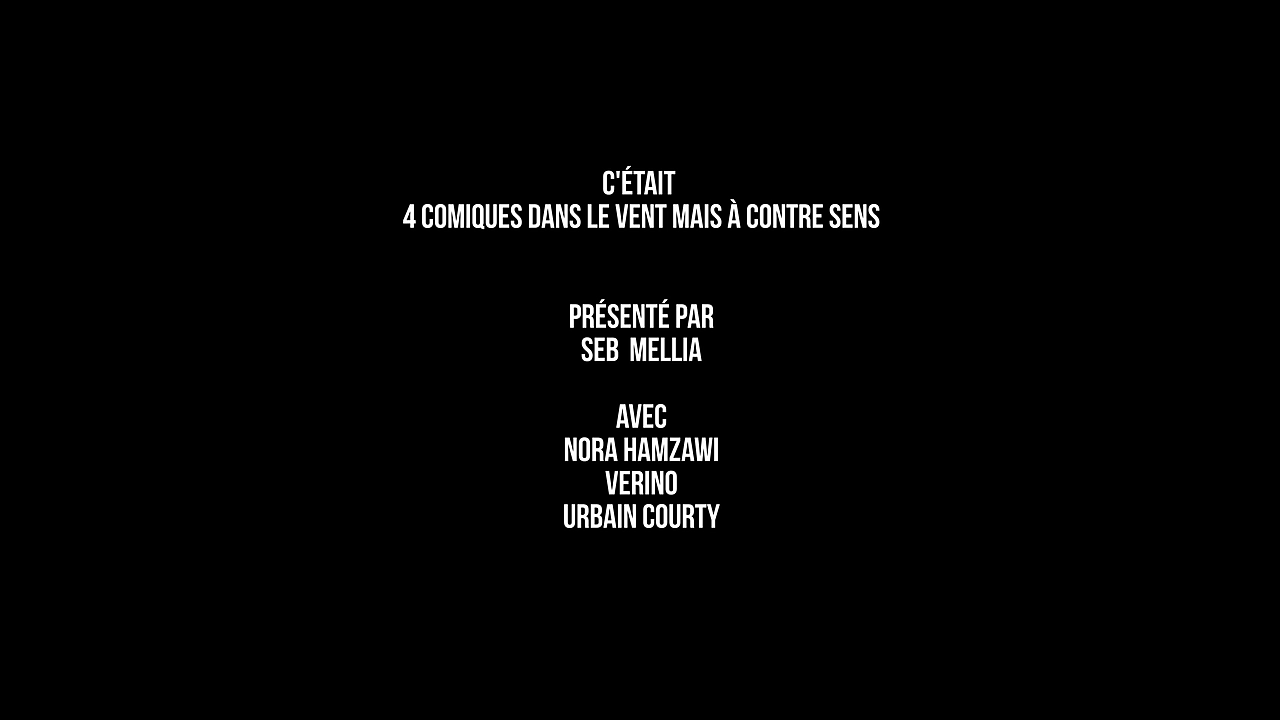 C'ÉTAIT
4 COMIQUES DANS LE VENT MAIS À CONTRE SENS
PRÉSENTÉ PAR
SEB MELLIA
AVEC
NORA HAMZAWI
VERINO
URBAIN COURTY